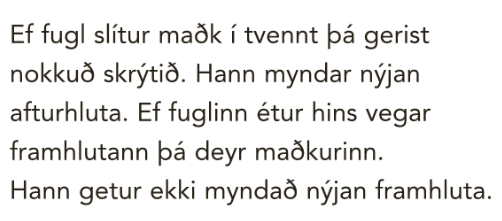 Ef fugl slítur maðk í tvennt þá gerist
nokkuð skrýtið. Hann myndar nýjan
afturhluta. Ef fuglinn étur hins vegar
framhlutann þá deyr maðkurinn.
Hann getur ekki myndað nýjan framhluta.